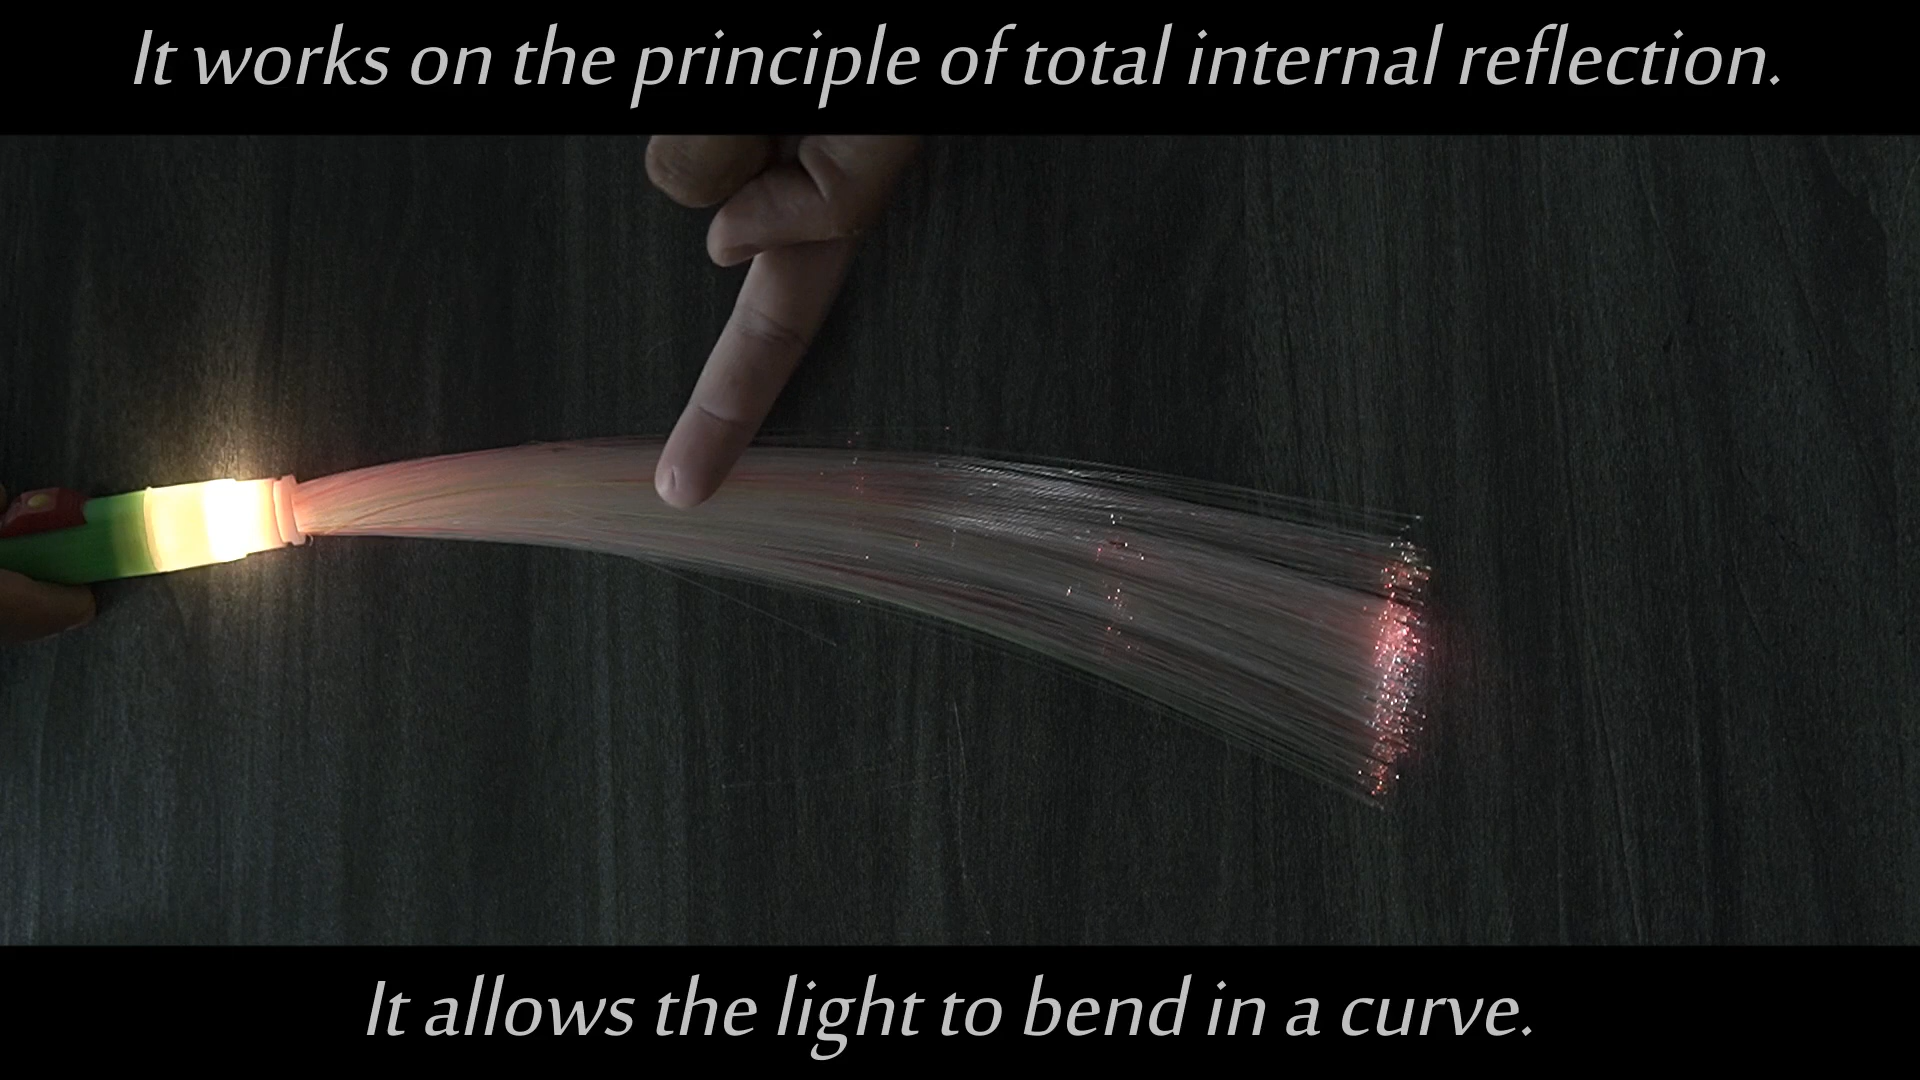 It works on the principle of total internal reflection.
It allows the light to bend in a curve.